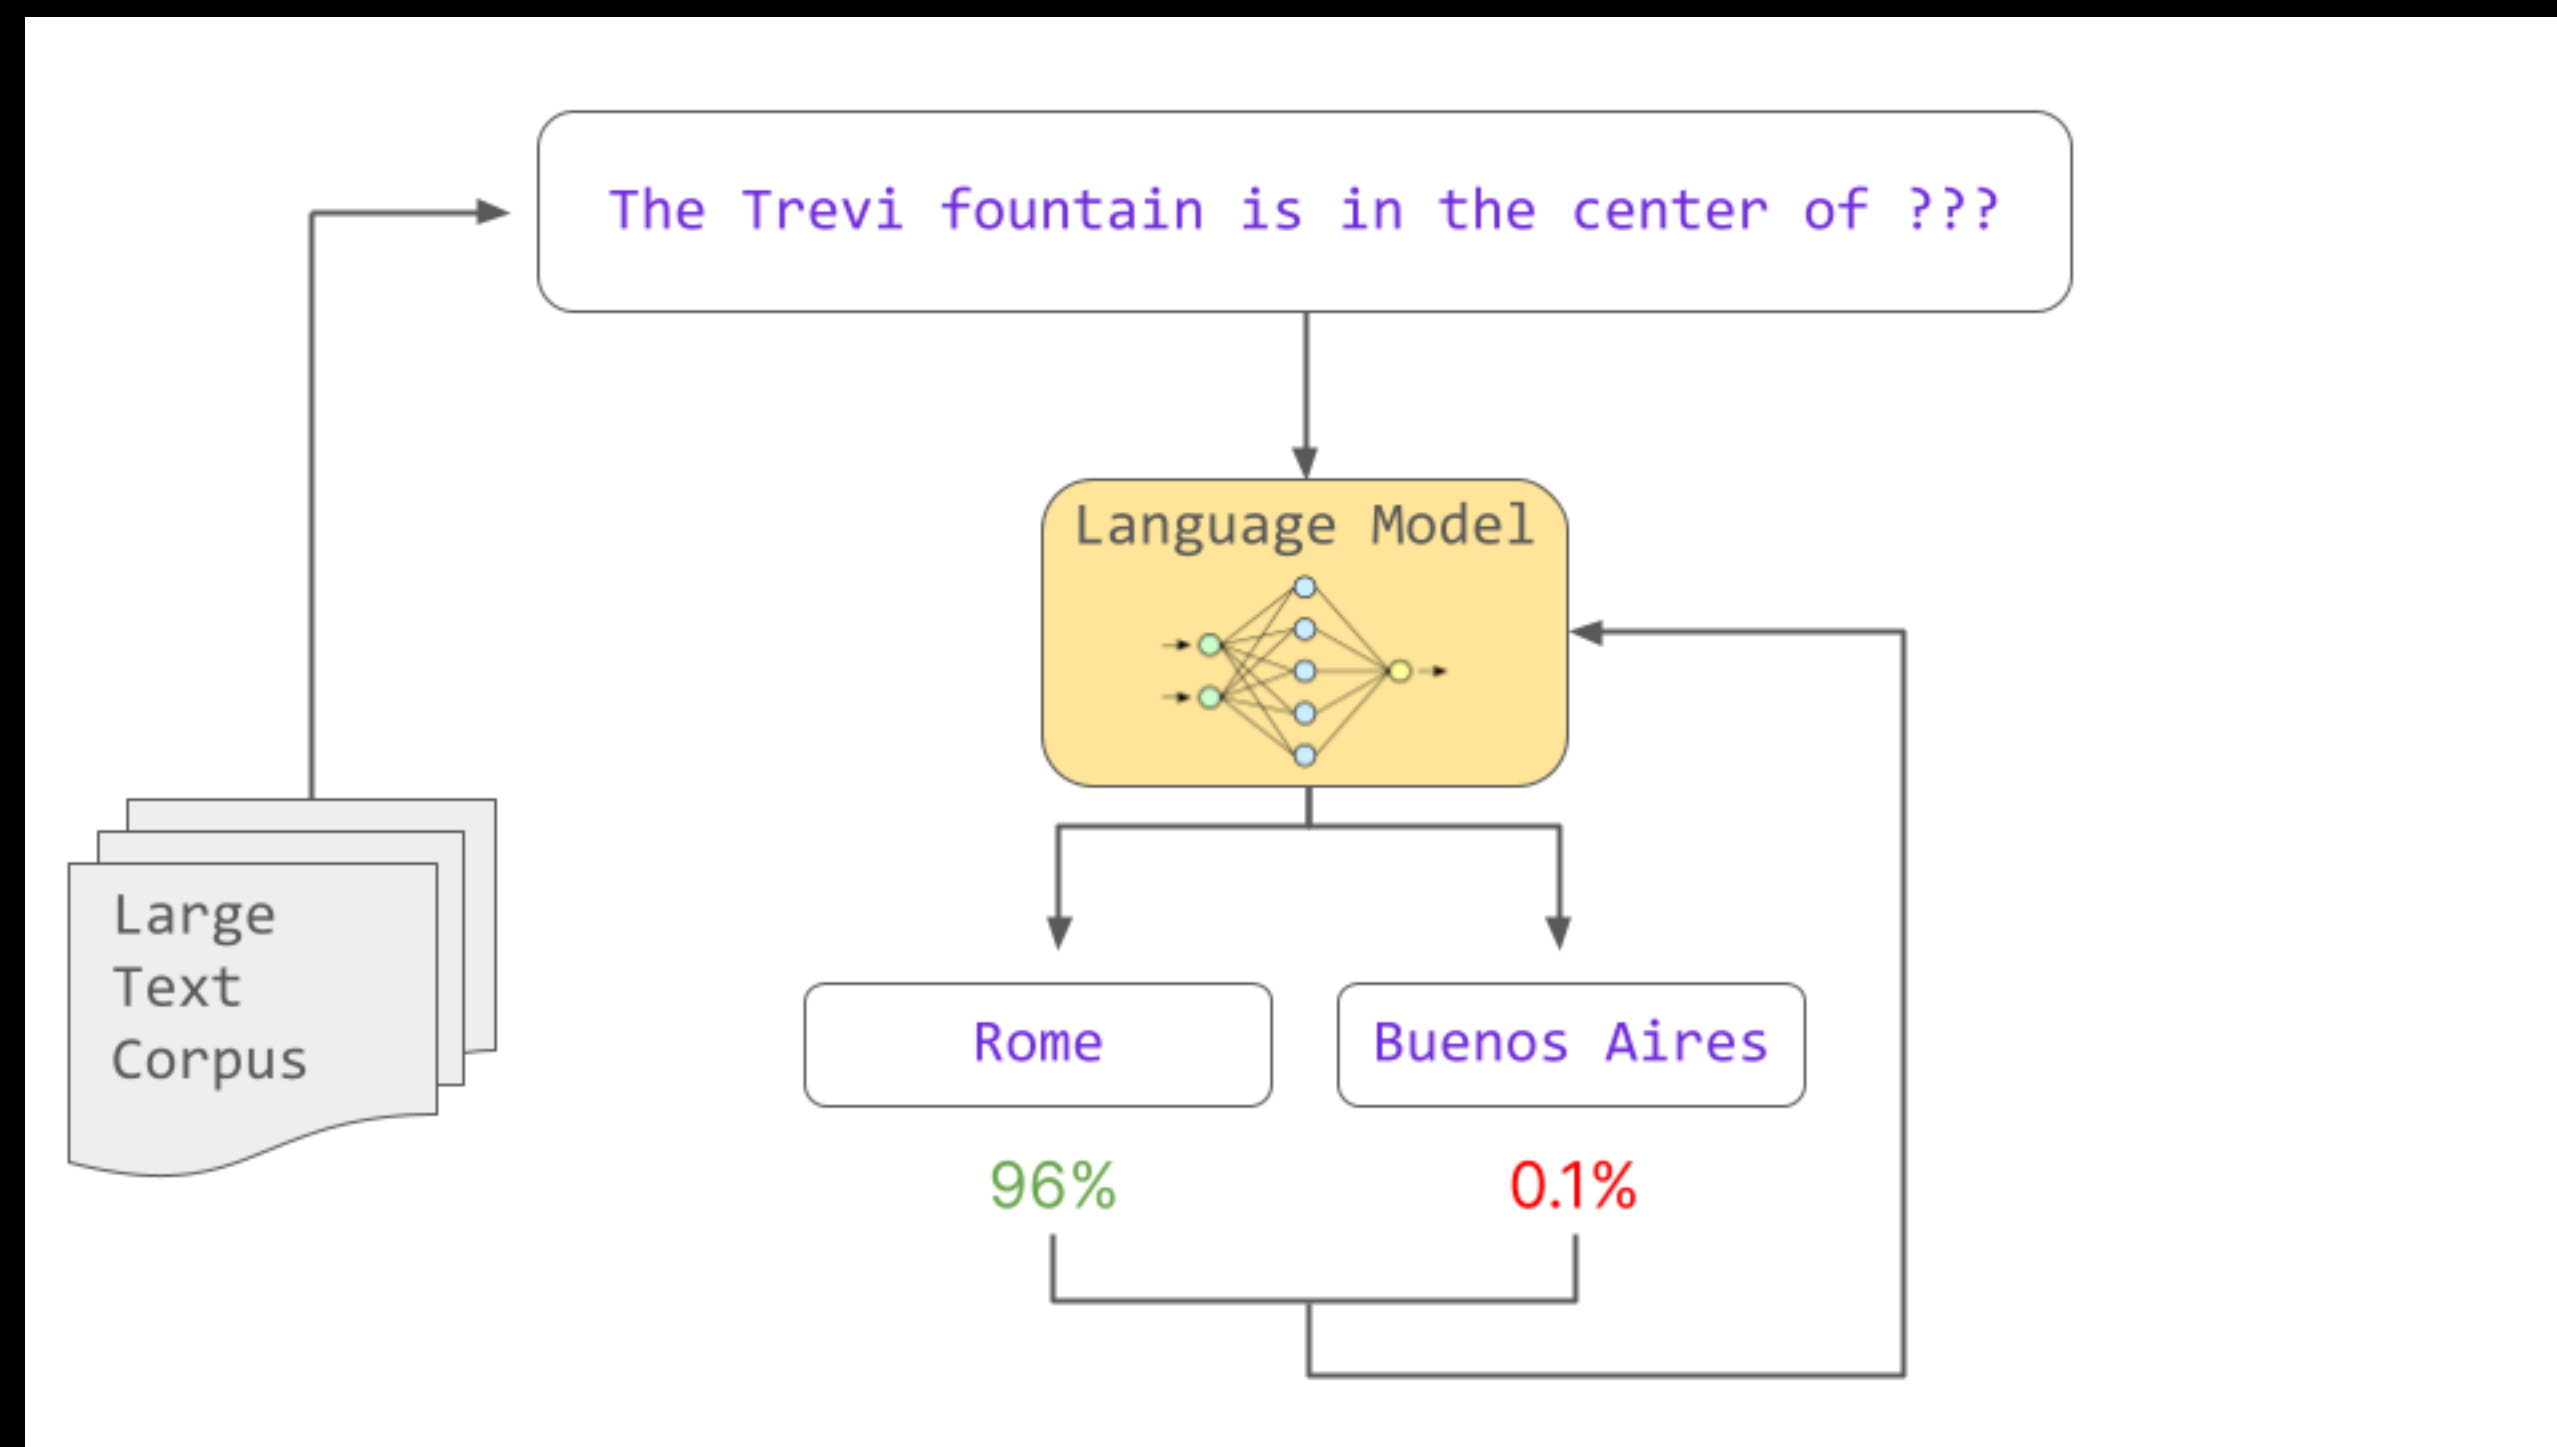 The Trevi fountain is in the center of ???
Language Model
Large
Text
Corpus
Rome
Buenos Aires
96%
0.1%